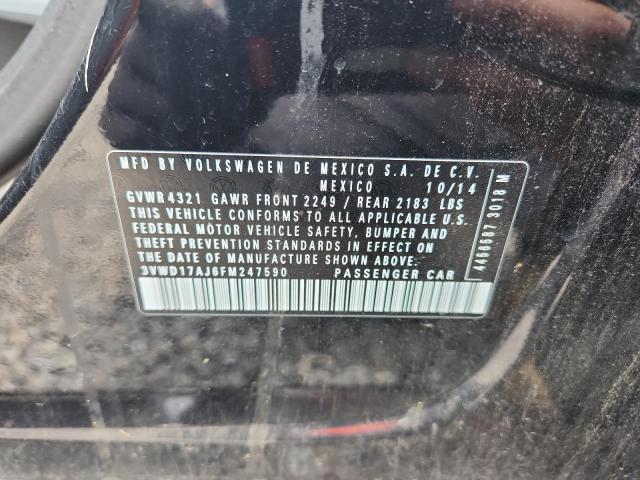 MFD BY VOLKSWAGEN DE MEXICO S.A. DE C.V.
MEXICO 10/14
GVWR 4321 GAWR FRONT 2249 / REAR 2183 LBS
THIS VEHICLE CONFORMS TO ALL APPLICABLE U.S.
FEDERAL MOTOR VEHICLE SAFETY, BUMPER AND
THEFT PREVENTION STANDARDS IN EFFECT ON
THE DATE OF MANUFACTURE SHOWN ABOVE.
3VWD17AJ6FM247590 PASSENGER CAR
4466687 3018 M